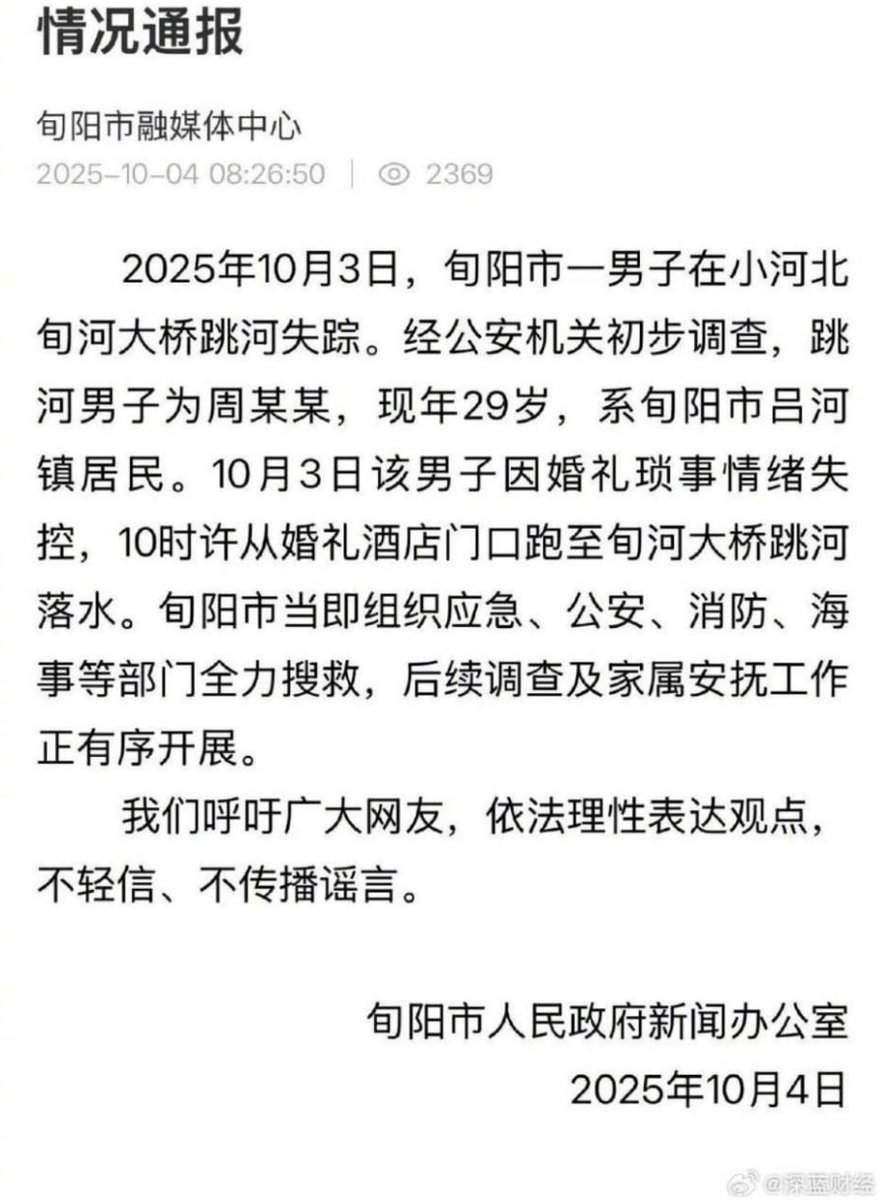 情况通报
旬阳市融媒体中心
2025-10-04 08:26:50 | 2369
2025年10月3日，旬阳市一男子在小河北
旬河大桥跳河失踪。经公安机关初步调查，跳
河男子为周某某，现年29岁，系旬阳市吕河
镇居民。10月3日该男子因婚礼琐事情绪失
控，10时许从婚礼酒店门口跑至旬河大桥跳河
落水。旬阳市当即组织应急、公安、消防、海
事等部门全力搜救，后续调查及家属安抚工作
正有序开展。
我们呼吁广大网友，依法理性表达观点，
不轻信、不传播谣言。
旬阳市人民政府新闻办公室
2025年10月4日
@深蓝财经